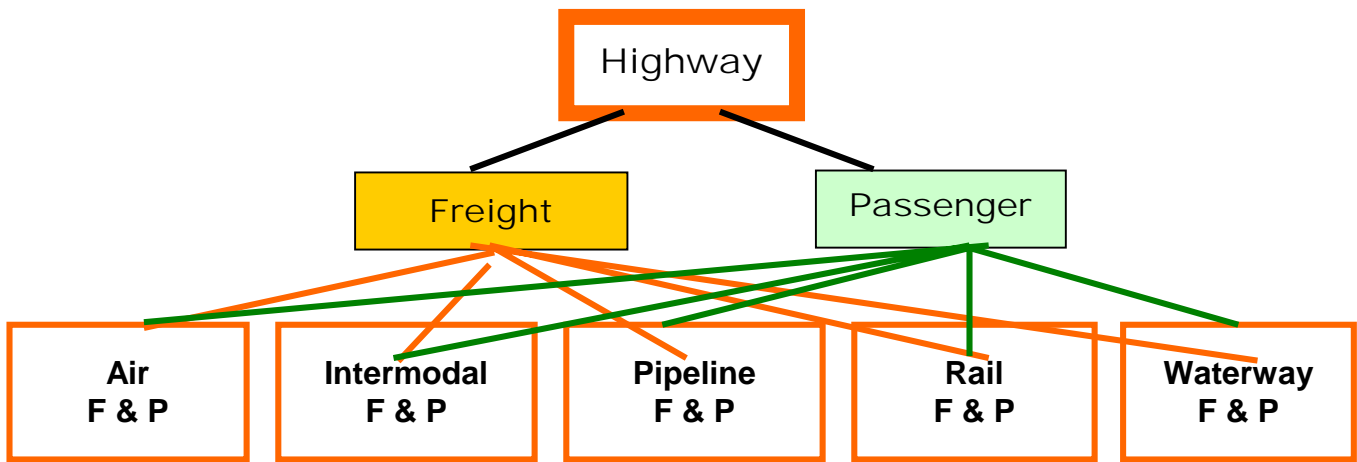 Highway
Freight
Passenger
Air
F & P
Intermodal
F & P
Pipeline
F & P
Rail
F & P
Waterway
F & P